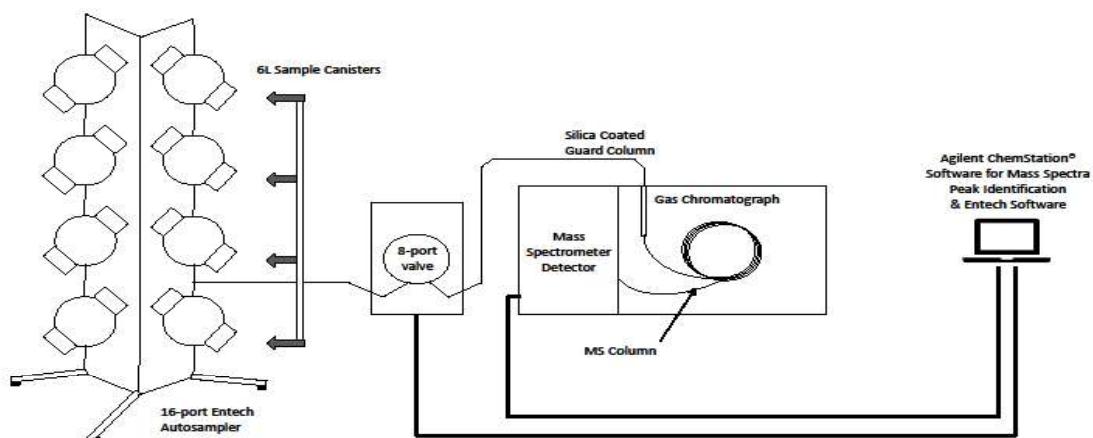 6L Sample Canisters
Silica Coated
Guard Column
Agilent ChemStation®
Software for Mass Spectra
Peak Identification
& Entech Software
Gas Chromatograph
8-port
valve
Mass
Spectrometer
Detector
MS Column
16-port Entech
Autosampler